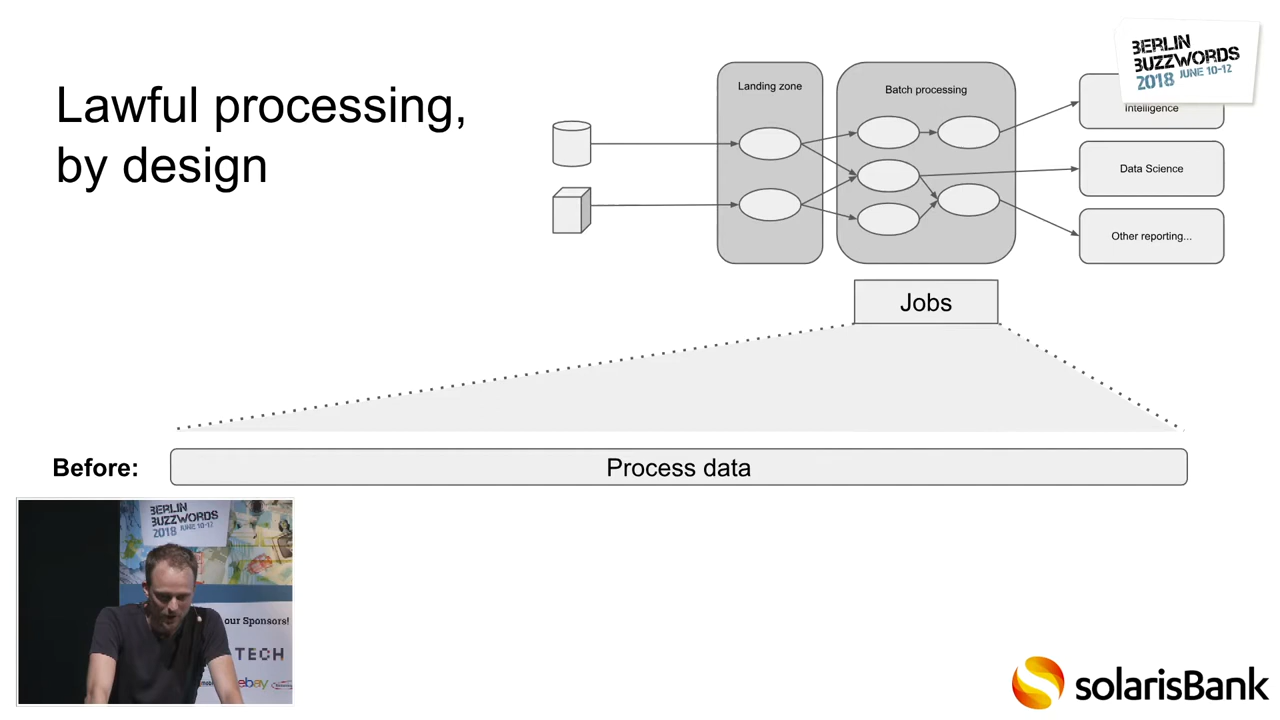 Lawful processing,
by design
Landing zone
Batch processing
BERLIN
BUZZWORDS
2018 JUNE 10-12
Intelligence
Data Science
Other reporting...
Jobs
Before:
Process data
BERLIN
BUZZWORDS
2018 JUNE 10-12
our Sponsors!
TECH
ebay
solarisBank